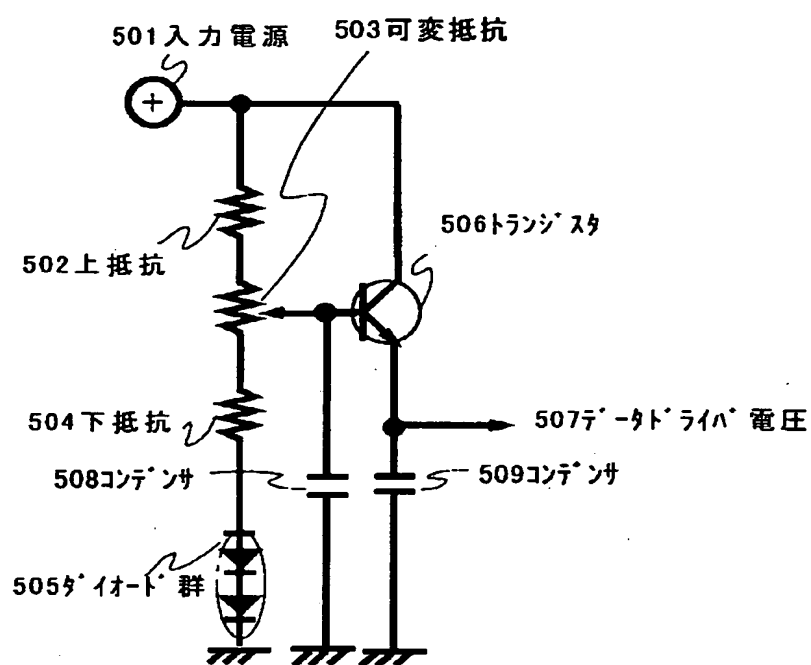 501入力電源
503可変抵抗
506トランジスタ
502上抵抗
504下抵抗
507データドライバ電圧
508コンデンサ
509コンデンサ
505ダイオード群